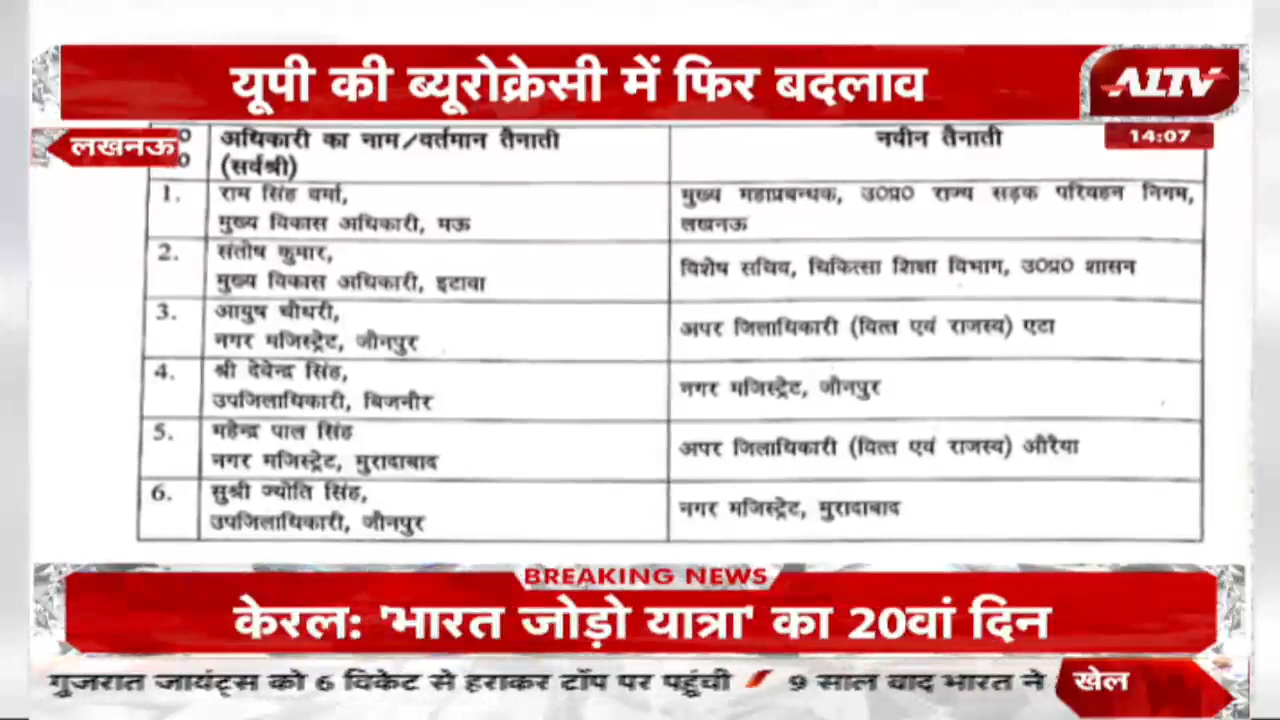 यूपी की ब्यूरोक्रेसी में फिर बदलाव
ALTV
लखनऊ
14:07
अधिकारी का नाम/वर्तमान तैनाती
(सर्वश्री)
नवीन तैनाती
1.
राम सिंह वर्मा,
मुख्य विकास अधिकारी, मऊ
मुख्य महाप्रबन्धक, उ0प्र0 राज्य सड़क परिवहन निगम,
लखनऊ
2.
संतोष कुमार,
मुख्य विकास अधिकारी, इटावा
विशेष सचिव, चिकित्सा शिक्षा विभाग, उ0प्र0 शासन
3.
आयुष चौधरी,
नगर मजिस्ट्रेट, जौनपुर
अपर जिलाधिकारी (वित्त एवं राजस्व) एटा
4.
श्री देवेन्द्र सिंह,
उपजिलाधिकारी, बिजनौर
नगर मजिस्ट्रेट, जौनपुर
5.
महेन्द्र पाल सिंह
नगर मजिस्ट्रेट, मुरादाबाद
अपर जिलाधिकारी (वित्त एवं राजस्व) औरैया
6.
सुश्री ज्योति सिंह,
उपजिलाधिकारी, जौनपुर
नगर मजिस्ट्रेट, मुरादाबाद
BREAKING NEWS
केरल: 'भारत जोड़ो यात्रा' का 20वां दिन
गुजरात जायंट्स को 6 विकेट से हराकर टॉप पर पहुंची
9 साल बाद भारत ने
खेल